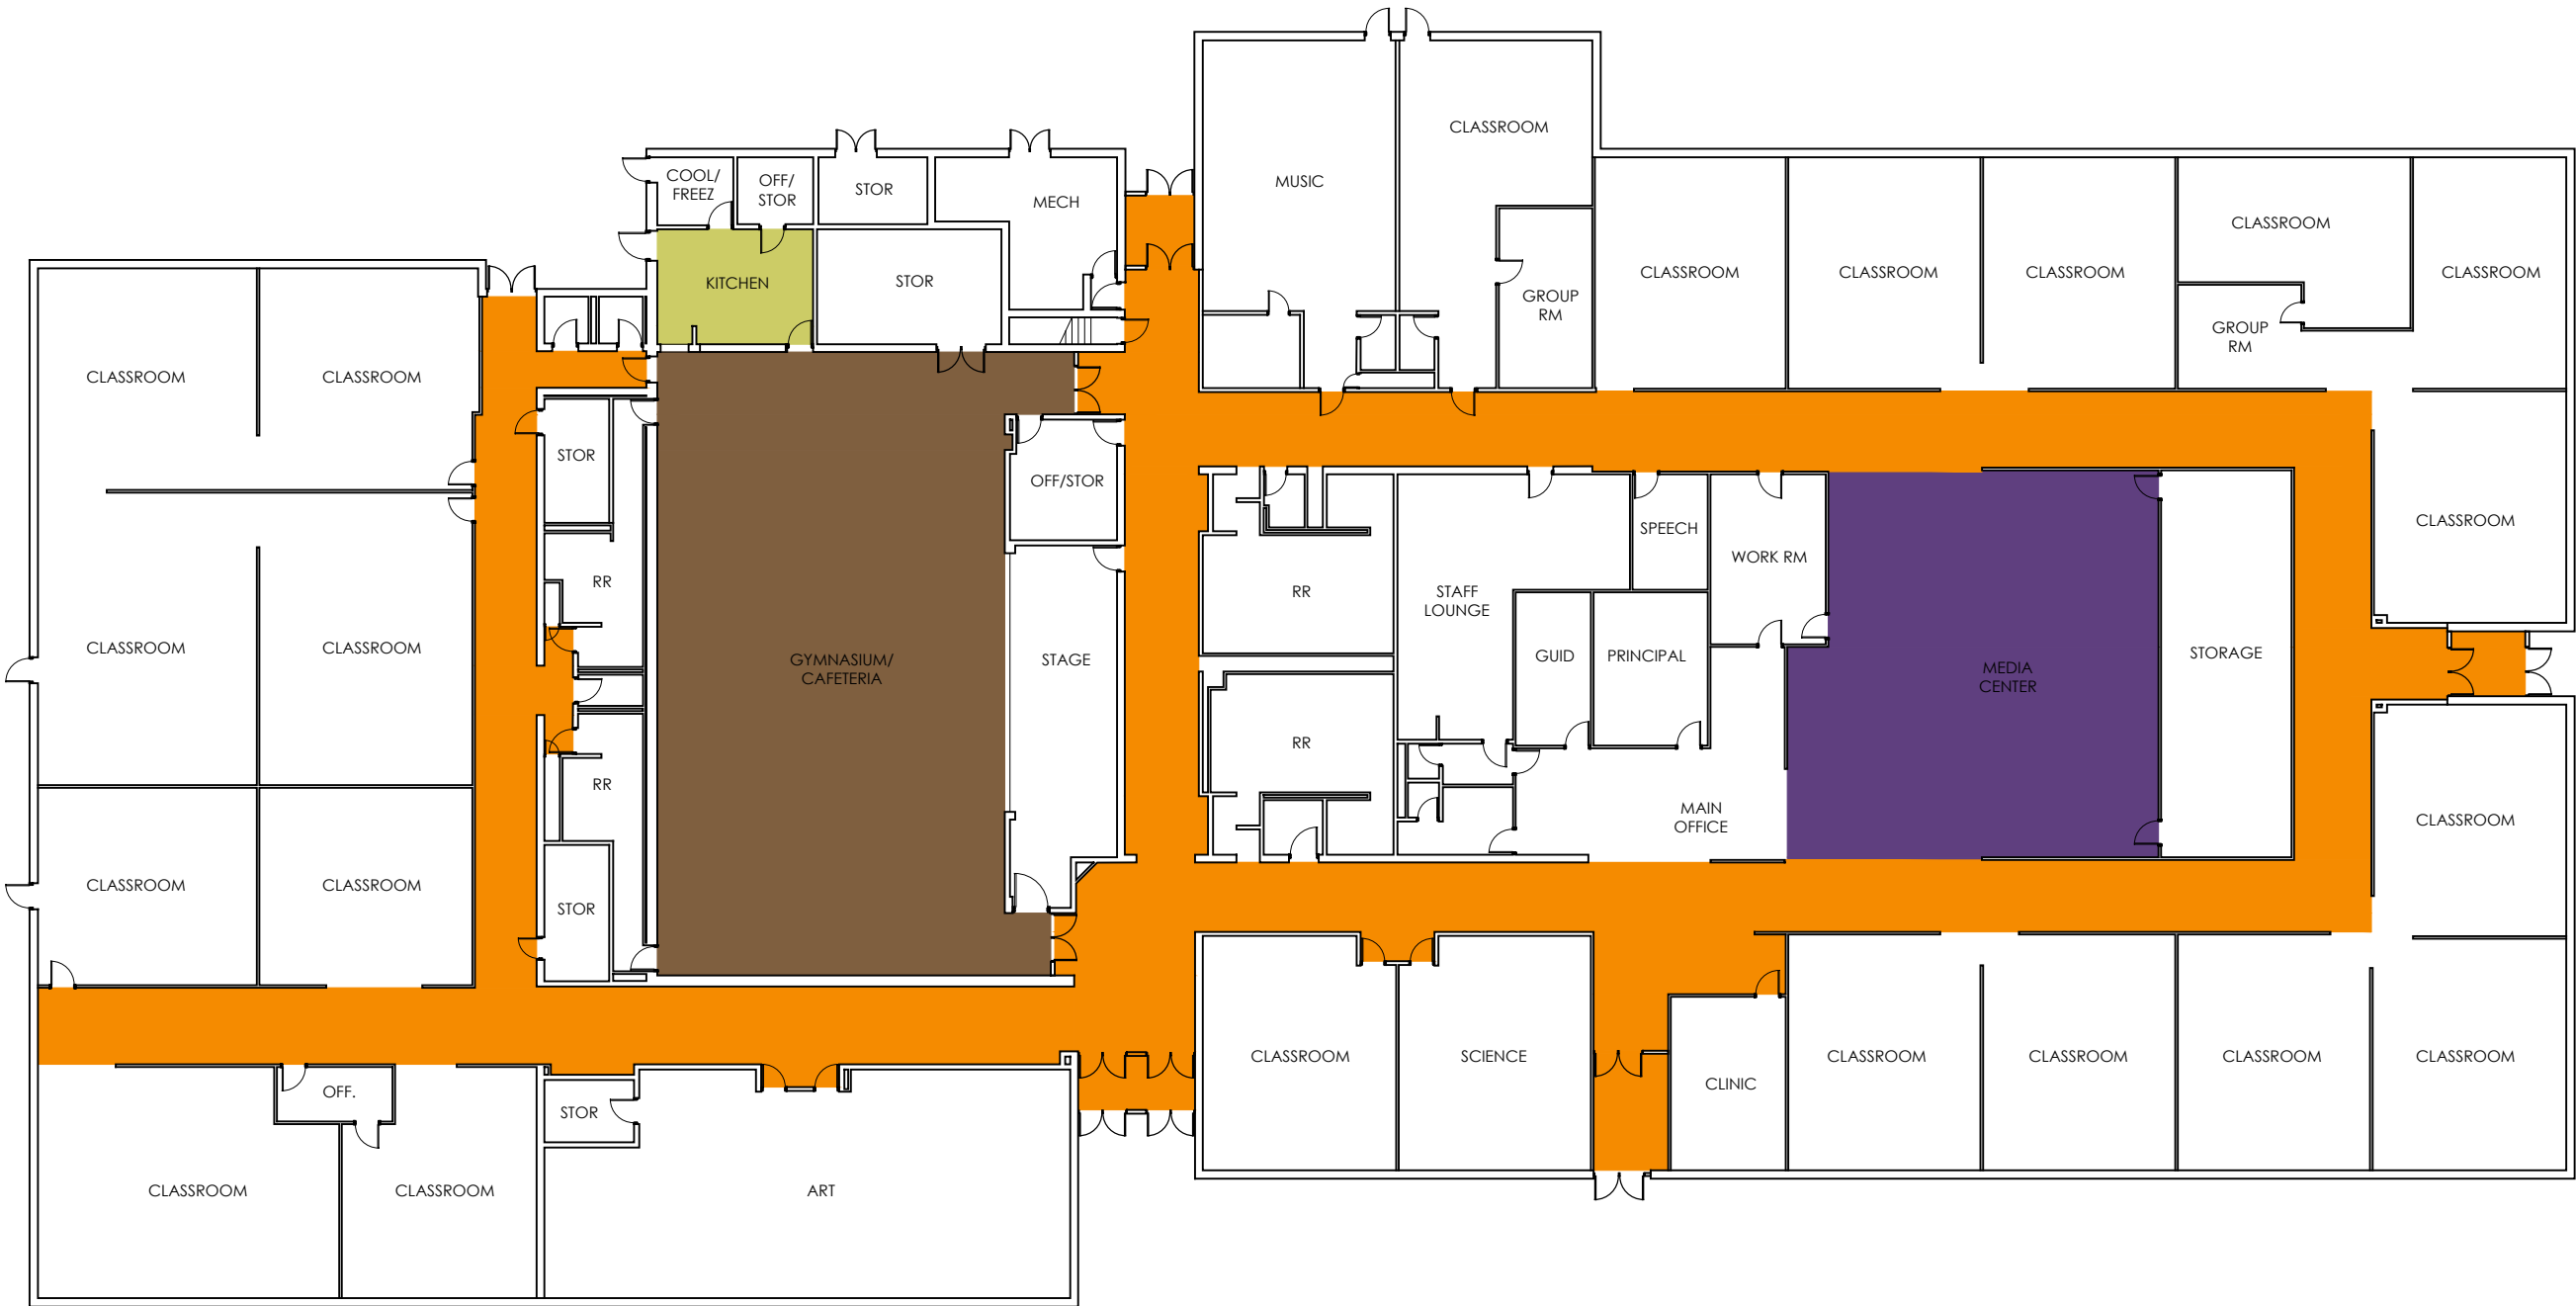 CLASSROOM
MUSIC
COOL/
FREEZ
OFF/
STOR
STOR
MECH
CLASSROOM
CLASSROOM
CLASSROOM
CLASSROOM
CLASSROOM
KITCHEN
STOR
GROUP
RM
GROUP
RM
CLASSROOM
CLASSROOM
STOR
OFF/STOR
CLASSROOM
SPEECH
WORK RM
RR
RR
STAFF
LOUNGE
CLASSROOM
CLASSROOM
GYMNASIUM/
CAFETERIA
STAGE
GUID
PRINCIPAL
MEDIA
CENTER
STORAGE
RR
RR
MAIN
OFFICE
CLASSROOM
CLASSROOM
CLASSROOM
STOR
CLASSROOM
SCIENCE
CLINIC
CLASSROOM
CLASSROOM
CLASSROOM
CLASSROOM
OFF.
STOR
CLASSROOM
CLASSROOM
ART